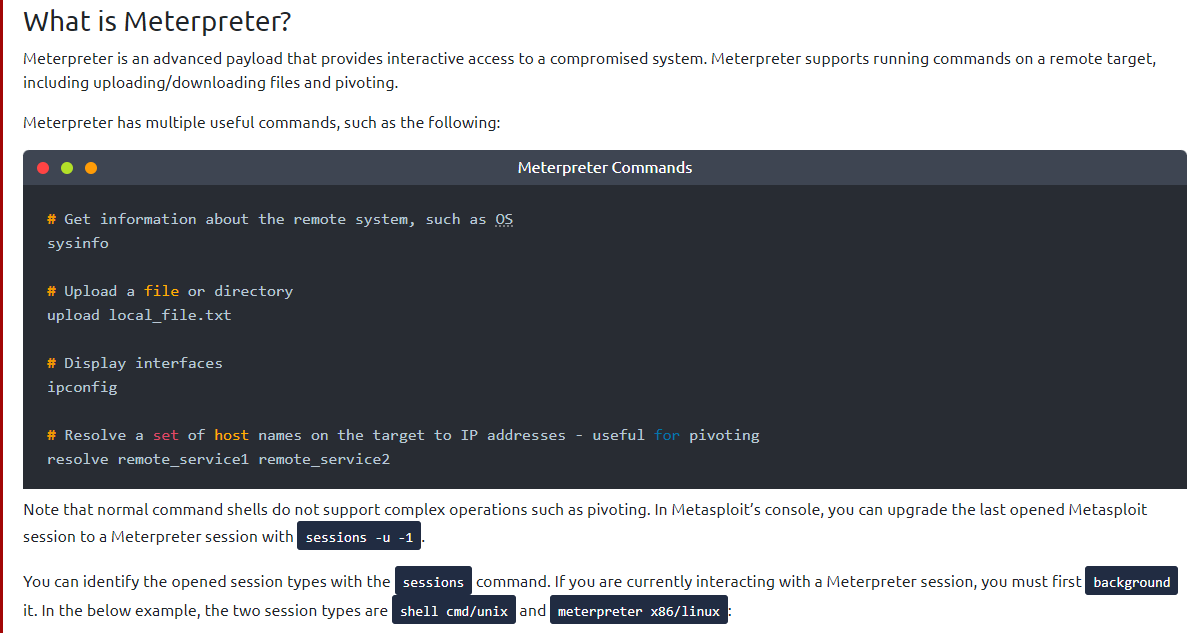 What is Meterpreter?
Meterpreter is an advanced payload that provides interactive access to a compromised system. Meterpreter supports running commands on a remote target,
including uploading/downloading files and pivoting.
Meterpreter has multiple useful commands, such as the following:
Meterpreter Commands
# Get information about the remote system, such as OS
sysinfo
# Upload a file or directory
upload local_file.txt
# Display interfaces
ipconfig
# Resolve a set of host names on the target to IP addresses - useful for pivoting
resolve remote_service1 remote_service2
Note that normal command shells do not support complex operations such as pivoting. In Metasploit’s console, you can upgrade the last opened Metasploit
session to a Meterpreter session with sessions -u -1.
You can identify the opened session types with the sessions command. If you are currently interacting with a Meterpreter session, you must first background
it. In the below example, the two session types are shell cmd/unix and meterpreter x86/linux: